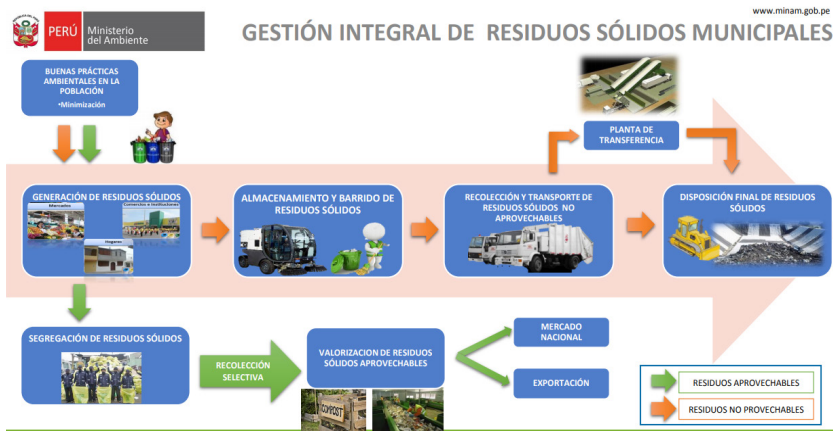 www.minam.gob.pe
PERÚ
Ministerio
del Ambiente
GESTIÓN INTEGRAL DE RESIDUOS SÓLIDOS MUNICIPALES
BUENAS PRÁCTICAS
AMBIENTALES EN LA
POBLACIÓN
•Minimización
PLANTA DE
TRANSFERENCIA
GENERACIÓN DE RESIDUOS SÓLIDOS
Mercados
Comercios e Instituciones
Hogares
ALMACENAMIENTO Y BARRIDO DE
RESIDUOS SÓLIDOS
RECOLECCIÓN Y TRANSPORTE DE
RESIDUOS SÓLIDOS NO
APROVECHABLES
DISPOSICIÓN FINAL DE RESIDUOS
SÓLIDOS
SEGREGACIÓN DE RESIDUOS SÓLIDOS
RECOLECCIÓN
SELECTIVA
VALORIZACION DE RESIDUOS
SÓLIDOS APROVECHABLES
COMPOST
MERCADO
NACIONAL
EXPORTACIÓN
RESIDUOS APROVECHABLES
RESIDUOS NO PROVECHABLES